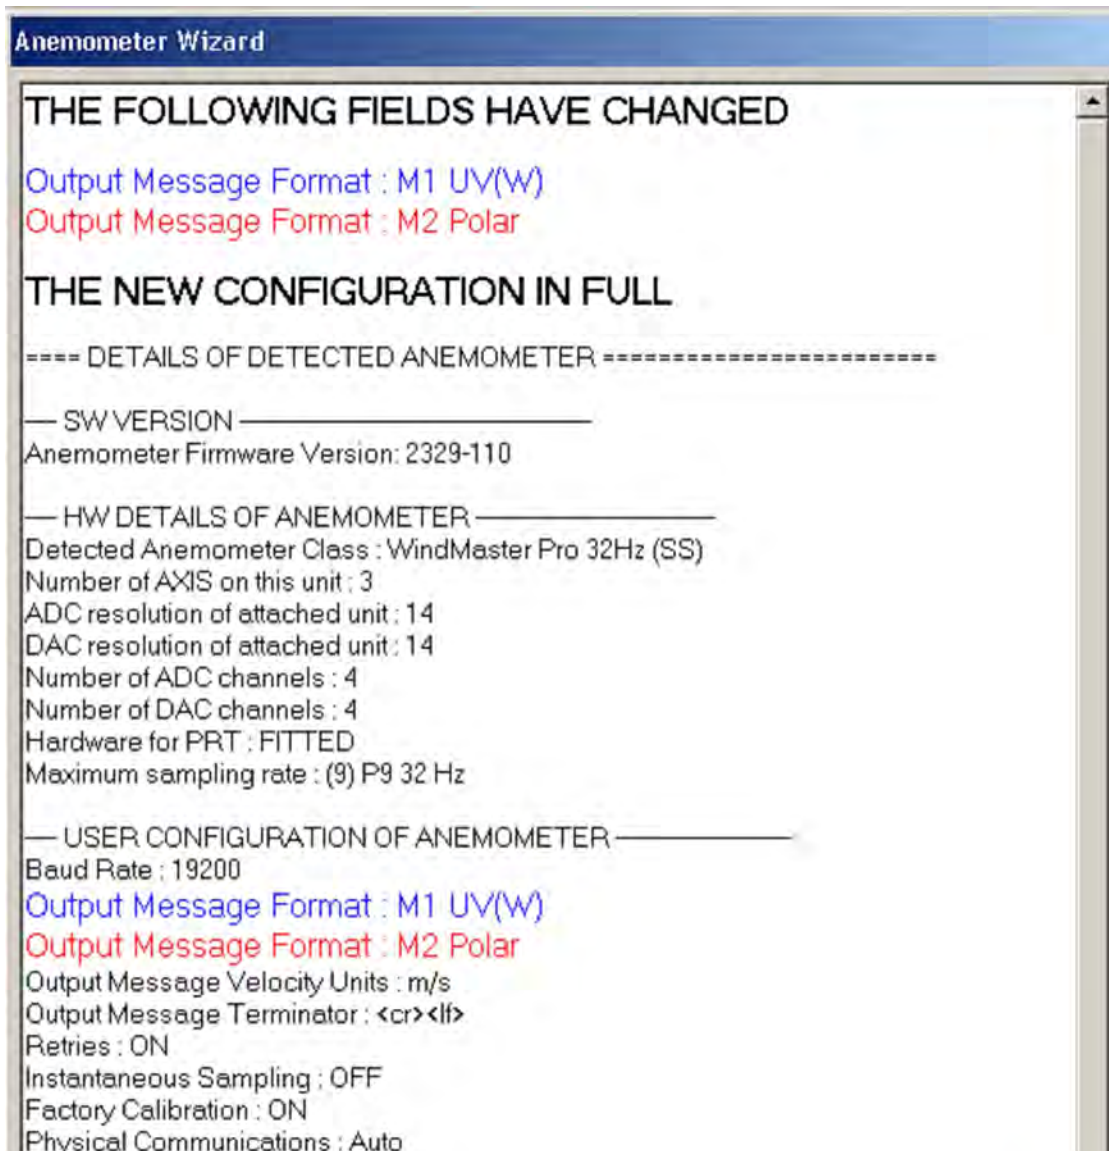 Anemometer Wizard
THE FOLLOWING FIELDS HAVE CHANGED
Output Message Format : M1 UV(W)
Output Message Format : M2 Polar
THE NEW CONFIGURATION IN FULL
==== DETAILS OF DETECTED ANEMOMETER ========================
— SW VERSION ————————————
Anemometer Firmware Version: 2329-110
— HW DETAILS OF ANEMOMETER ————————
Detected Anemometer Class : WindMaster Pro 32Hz (SS)
Number of AXIS on this unit : 3
ADC resolution of attached unit : 14
DAC resolution of attached unit : 14
Number of ADC channels : 4
Number of DAC channels : 4
Hardware for PRT : FITTED
Maximum sampling rate : (9) P9 32 Hz
— USER CONFIGURATION OF ANEMOMETER ——————
Baud Rate : 19200
Output Message Format : M1 UV(W)
Output Message Format : M2 Polar
Output Message Velocity Units : m/s
Output Message Terminator : <cr><lf>
Retries : ON
Instantaneous Sampling : OFF
Factory Calibration : ON
Physical Communications : Auto